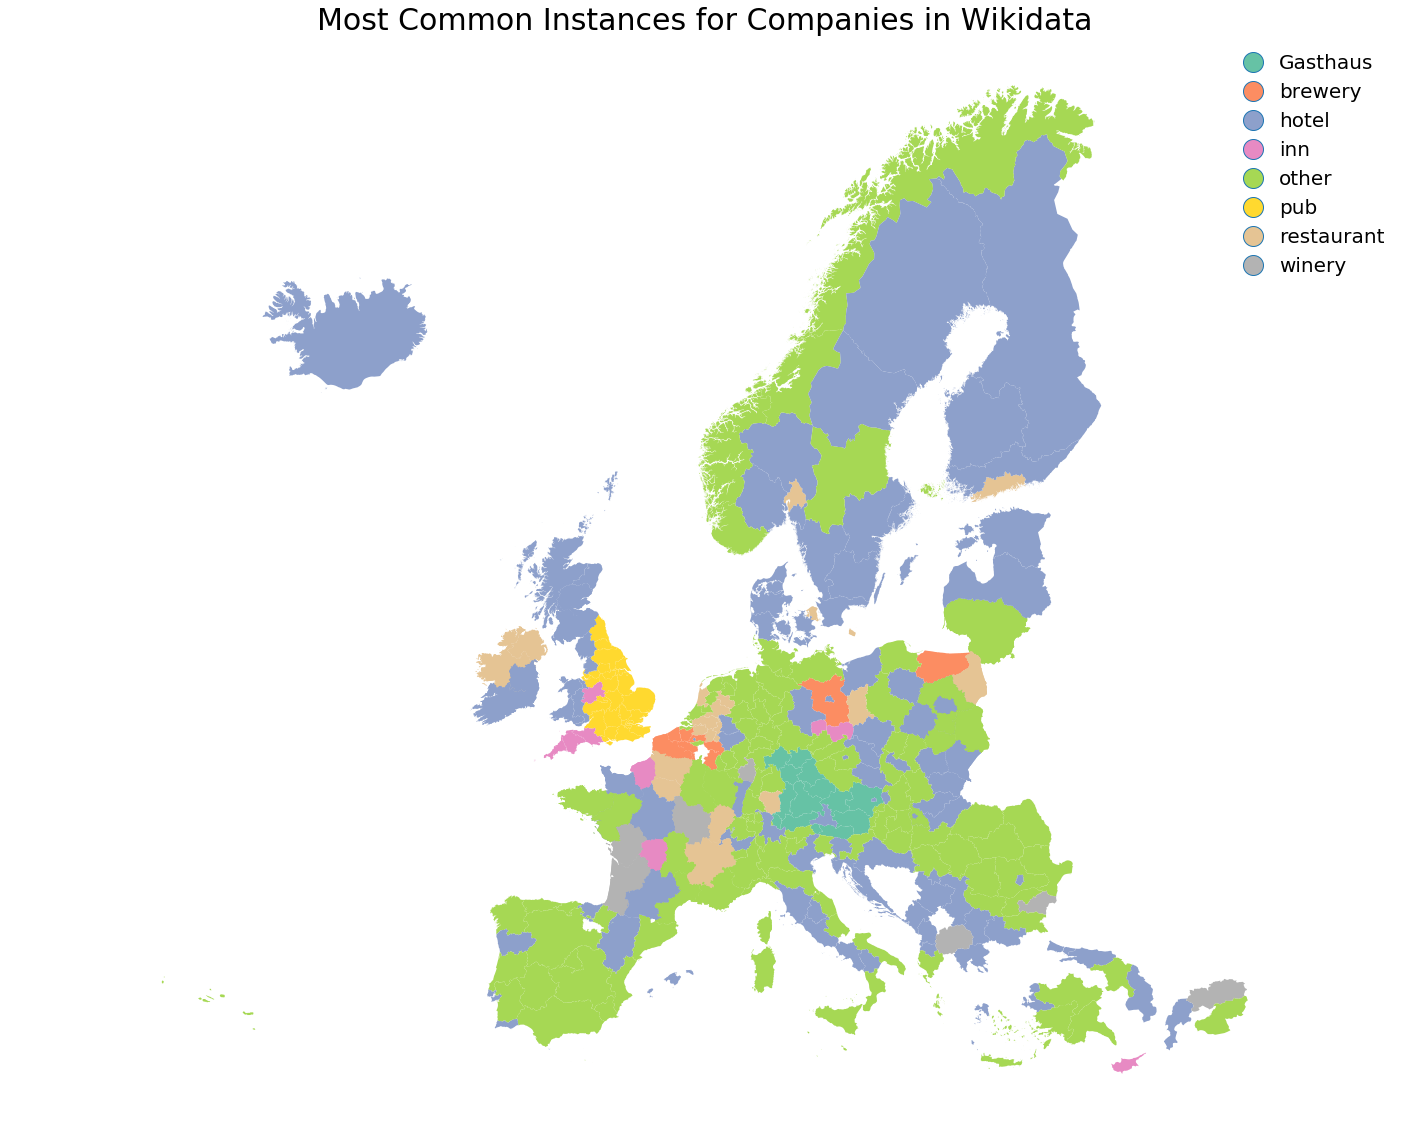 Most Common Instances for Companies in Wikidata
Gasthaus
brewery
hotel
inn
other
pub
restaurant
winery